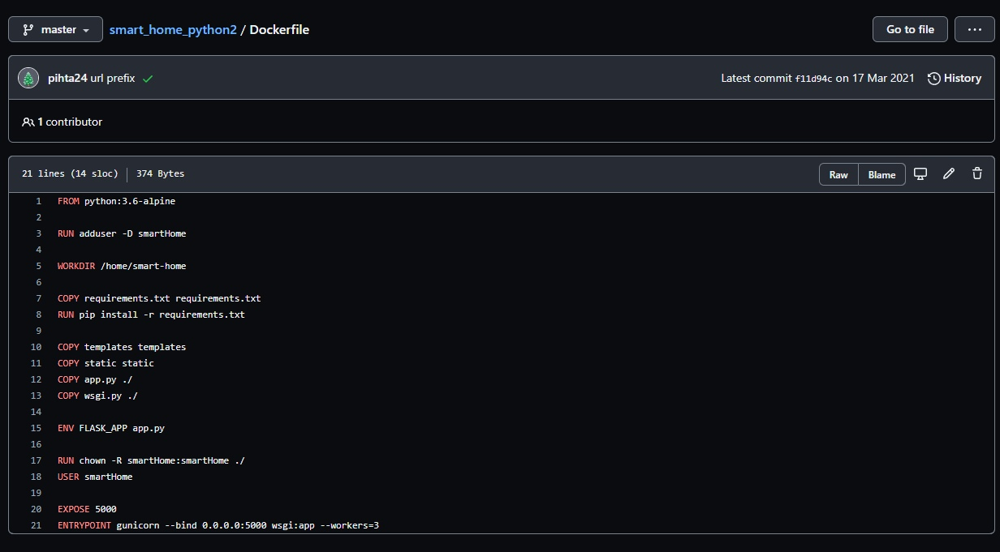 master smart_home_python2 / Dockerfile Go to file ...
pihta24 url prefix Latest commit f11d94c on 17 Mar 2021 History
1 contributor
21 lines (14 sloc) 374 Bytes Raw Blame
1 FROM python:3.6-alpine
2
3 RUN adduser -D smartHome
4
5 WORKDIR /home/smart-home
6
7 COPY requirements.txt requirements.txt
8 RUN pip install -r requirements.txt
9
10 COPY templates templates
11 COPY static static
12 COPY app.py ./
13 COPY wsgi.py ./
14
15 ENV FLASK_APP app.py
16
17 RUN chown -R smartHome:smartHome ./
18 USER smartHome
19
20 EXPOSE 5000
21 ENTRYPOINT gunicorn --bind 0.0.0.0:5000 wsgi:app --workers=3